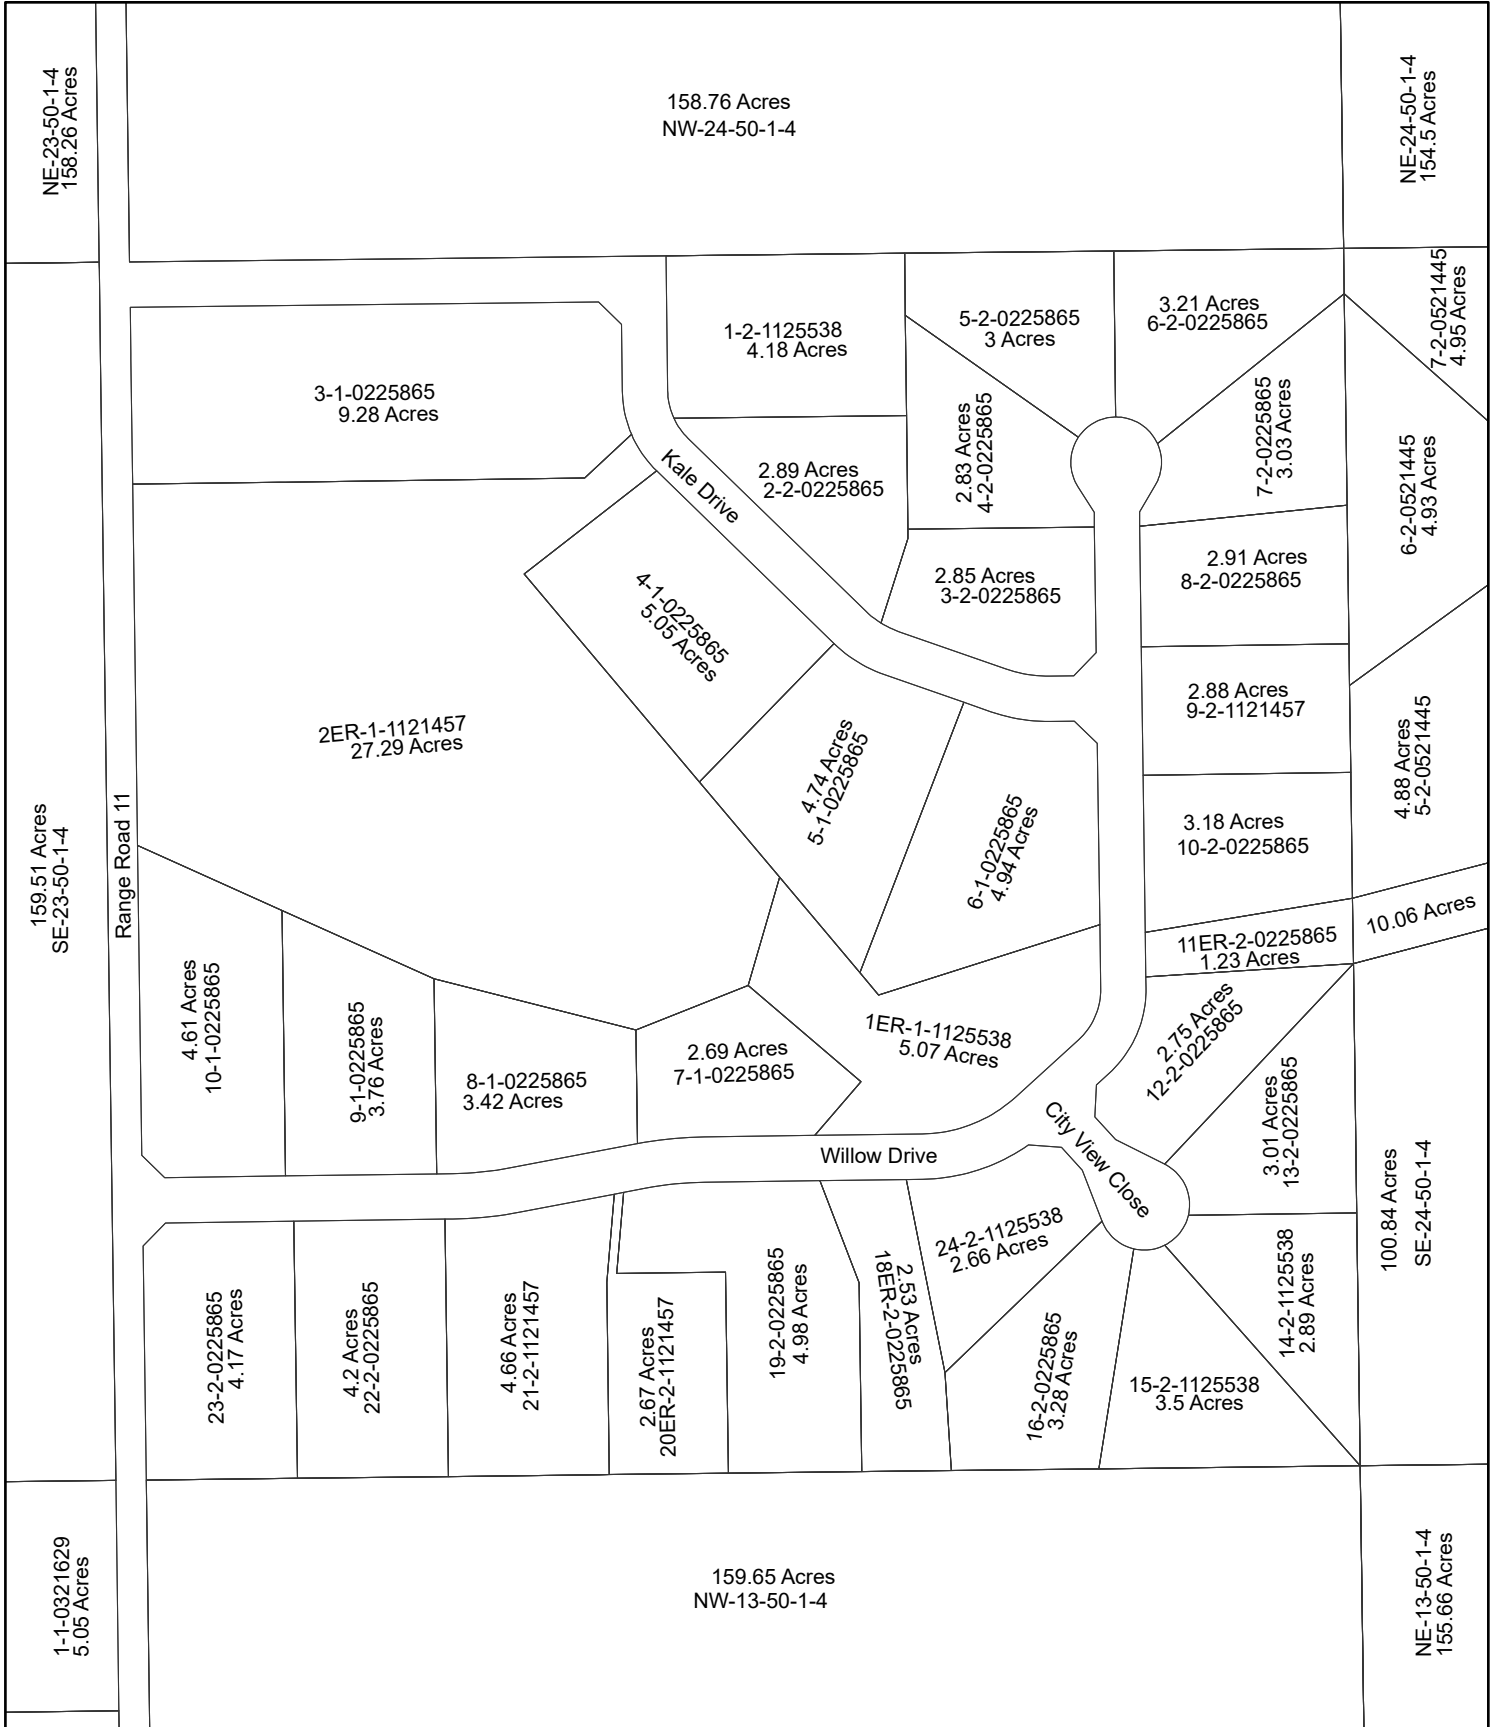 NE-23-50-1-4
158.26 Acres
158.76 Acres
NW-24-50-1-4
NE-24-50-1-4
154.5 Acres
7-2-0521445
4.95 Acres
1-2-1125538
4.18 Acres
5-2-0225865
3 Acres
3.21 Acres
6-2-0225865
3-1-0225865
9.28 Acres
2.83 Acres
4-2-0225865
7-2-0225865
3.03 Acres
6-2-0521445
4.93 Acres
Kale Drive
2.89 Acres
2-2-0225865
2.85 Acres
3-2-0225865
2.91 Acres
8-2-0225865
4-1-0225865
5.05 Acres
2.88 Acres
9-2-1121457
2ER-1-1121457
27.29 Acres
4.74 Acres
5-1-0225865
4.88 Acres
5-2-0521445
6-1-0225865
4.94 Acres
3.18 Acres
10-2-0225865
159.51 Acres
SE-23-50-1-4
Range Road 11
10.06 Acres
11ER-2-0225865
1.23 Acres
4.61 Acres
10-1-0225865
9-1-0225865
3.76 Acres
8-1-0225865
3.42 Acres
2.69 Acres
7-1-0225865
1ER-1-1125538
5.07 Acres
2.75 Acres
12-2-0225865
3.01 Acres
13-2-0225865
City View Close
Willow Drive
100.84 Acres
SE-24-50-1-4
23-2-0225865
4.17 Acres
4.2 Acres
22-2-0225865
4.66 Acres
21-2-1121457
2.67 Acres
20ER-2-1121457
19-2-0225865
4.98 Acres
2.53 Acres
18ER-2-0225865
24-2-1125538
2.66 Acres
16-2-0225865
3.28 Acres
15-2-1125538
3.5 Acres
14-2-1125538
2.89 Acres
1-1-0321629
5.05 Acres
159.65 Acres
NW-13-50-1-4
NE-13-50-1-4
155.66 Acres